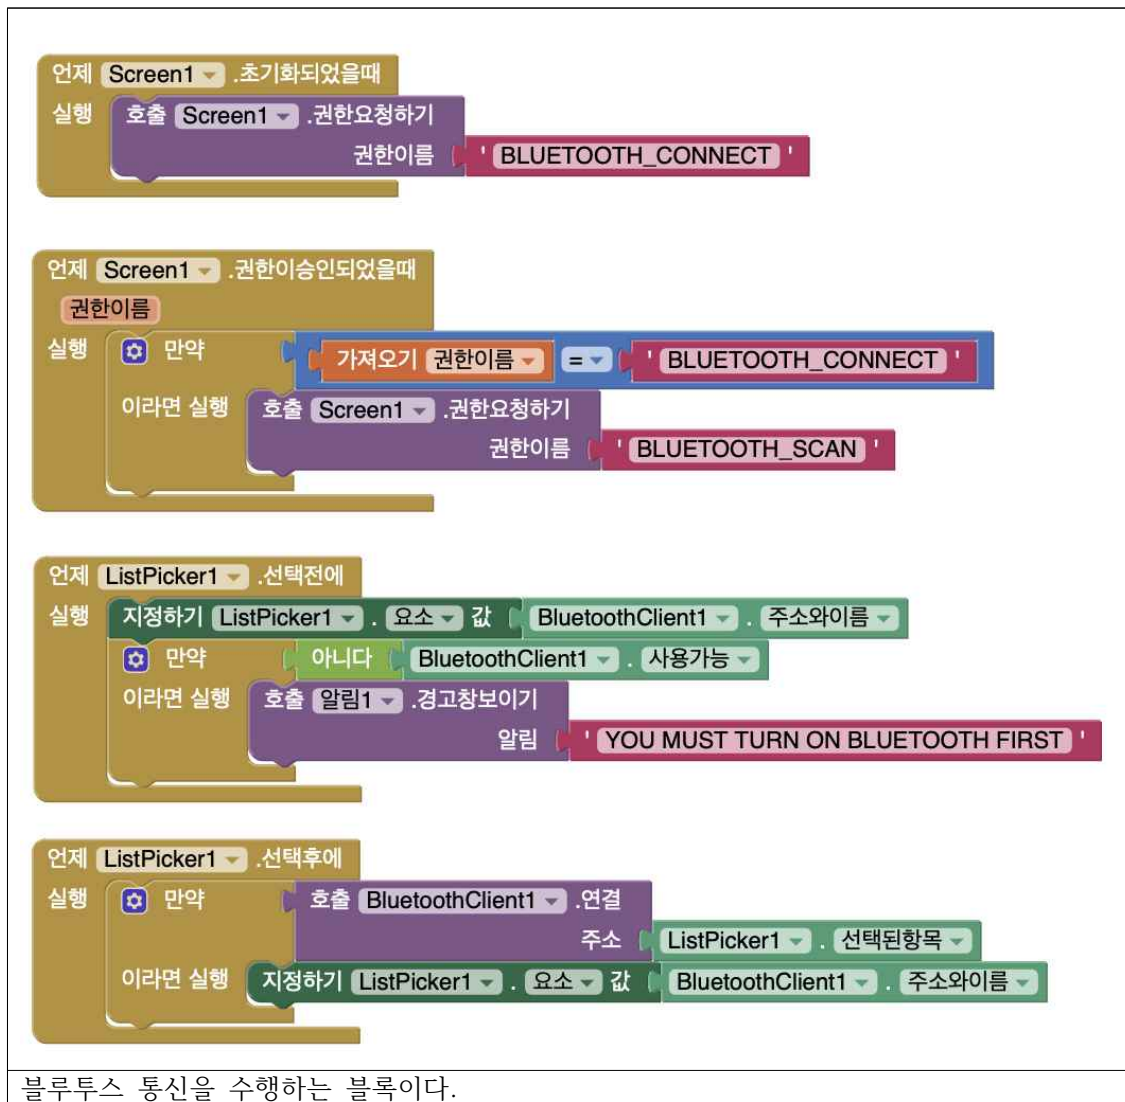 언제 Screen1 .초기화되었을때
실행 호출 Screen1 .권한요청하기
권한이름 ' BLUETOOTH_CONNECT '
언제 Screen1 .권한이승인되었을때
권한이름
실행 만약 가져오기 권한이름 = ' BLUETOOTH_CONNECT '
이라면 실행 호출 Screen1 .권한요청하기
권한이름 ' BLUETOOTH_SCAN '
언제 ListPicker1 .선택전에
실행 지정하기 ListPicker1 . 요소 값 BluetoothClient1 . 주소와이름
만약 아니다 BluetoothClient1 . 사용가능
이라면 실행 호출 알림1 .경고창보이기
알림 ' YOU MUST TURN ON BLUETOOTH FIRST '
언제 ListPicker1 .선택후에
실행 만약 호출 BluetoothClient1 .연결
주소 ListPicker1 . 선택된항목
이라면 실행 지정하기 ListPicker1 . 요소 값 BluetoothClient1 . 주소와이름
블루투스 통신을 수행하는 블록이다.